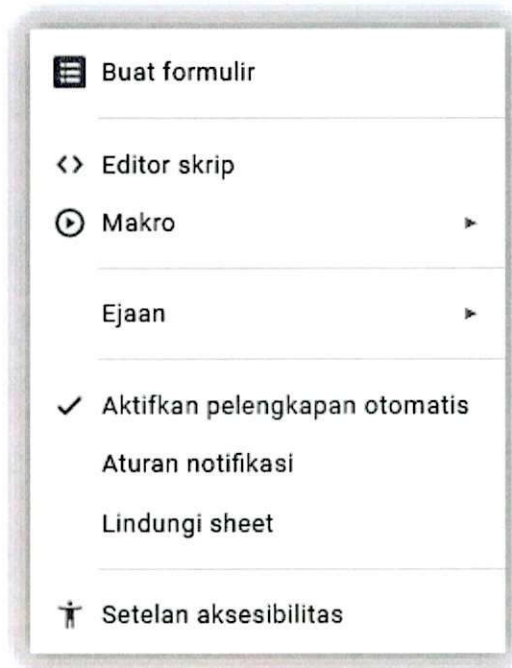 Buat formulir
Editor skrip
Makro
Ejaan
Aktifkan pelengkapan otomatis
Aturan notifikasi
Lindungi sheet
Setelan aksesibilitas